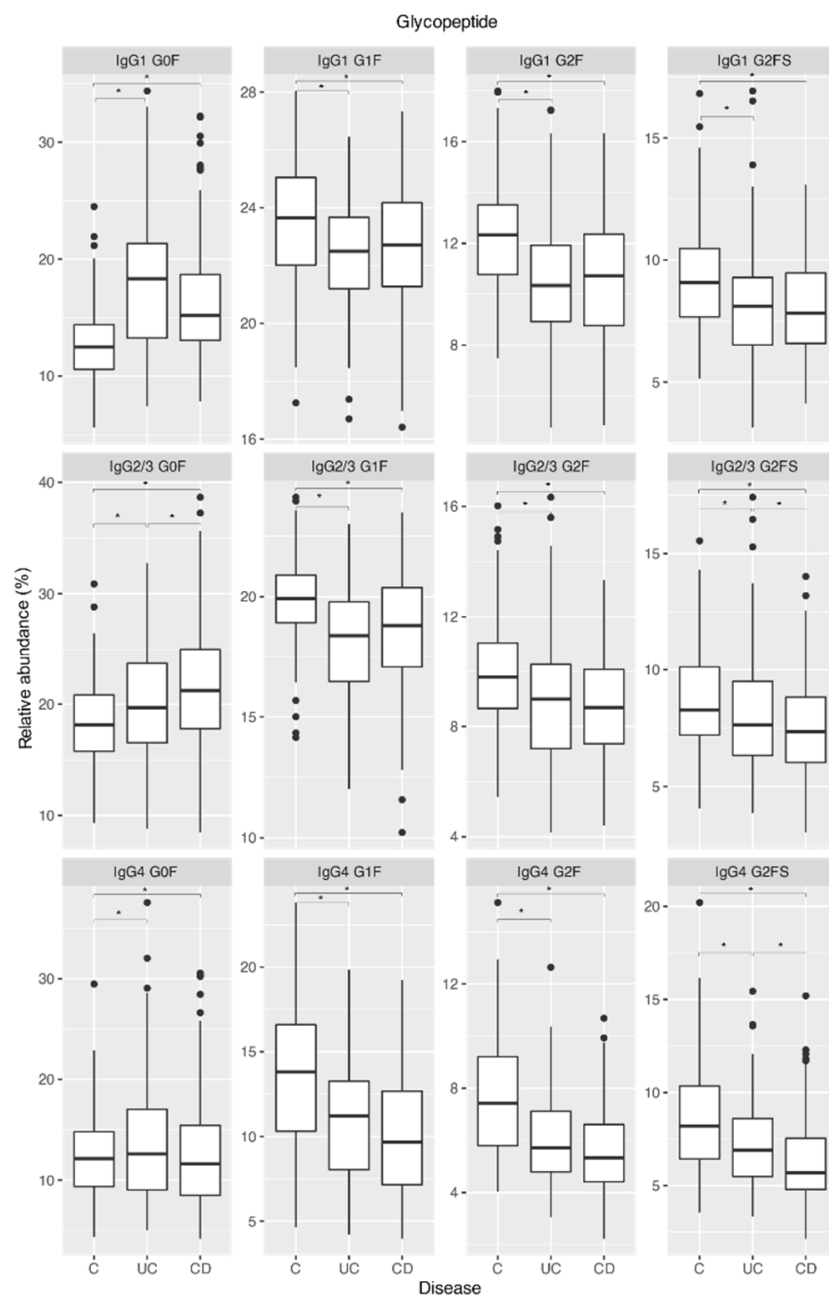 Glycopeptide
IgG1 G0F IgG1 G1F IgG1 G2F IgG1 G2FS
* * * * * * * *
30 28 16 15
20 24 12 10
10 20 8 5
16
IgG2/3 G0F IgG2/3 G1F IgG2/3 G2F IgG2/3 G2FS
* * * * * * * * * *
40 20 16 15
30 15 12 10
20 10 8 5
10 4
Relative abundance (%)
IgG4 G0F IgG4 G1F IgG4 G2F IgG4 G2FS
* * * * * * * * *
30 20 12 20
20 15 8 15
10 10 4 10
5 5
C UC CD C UC CD C UC CD C UC CD
Disease